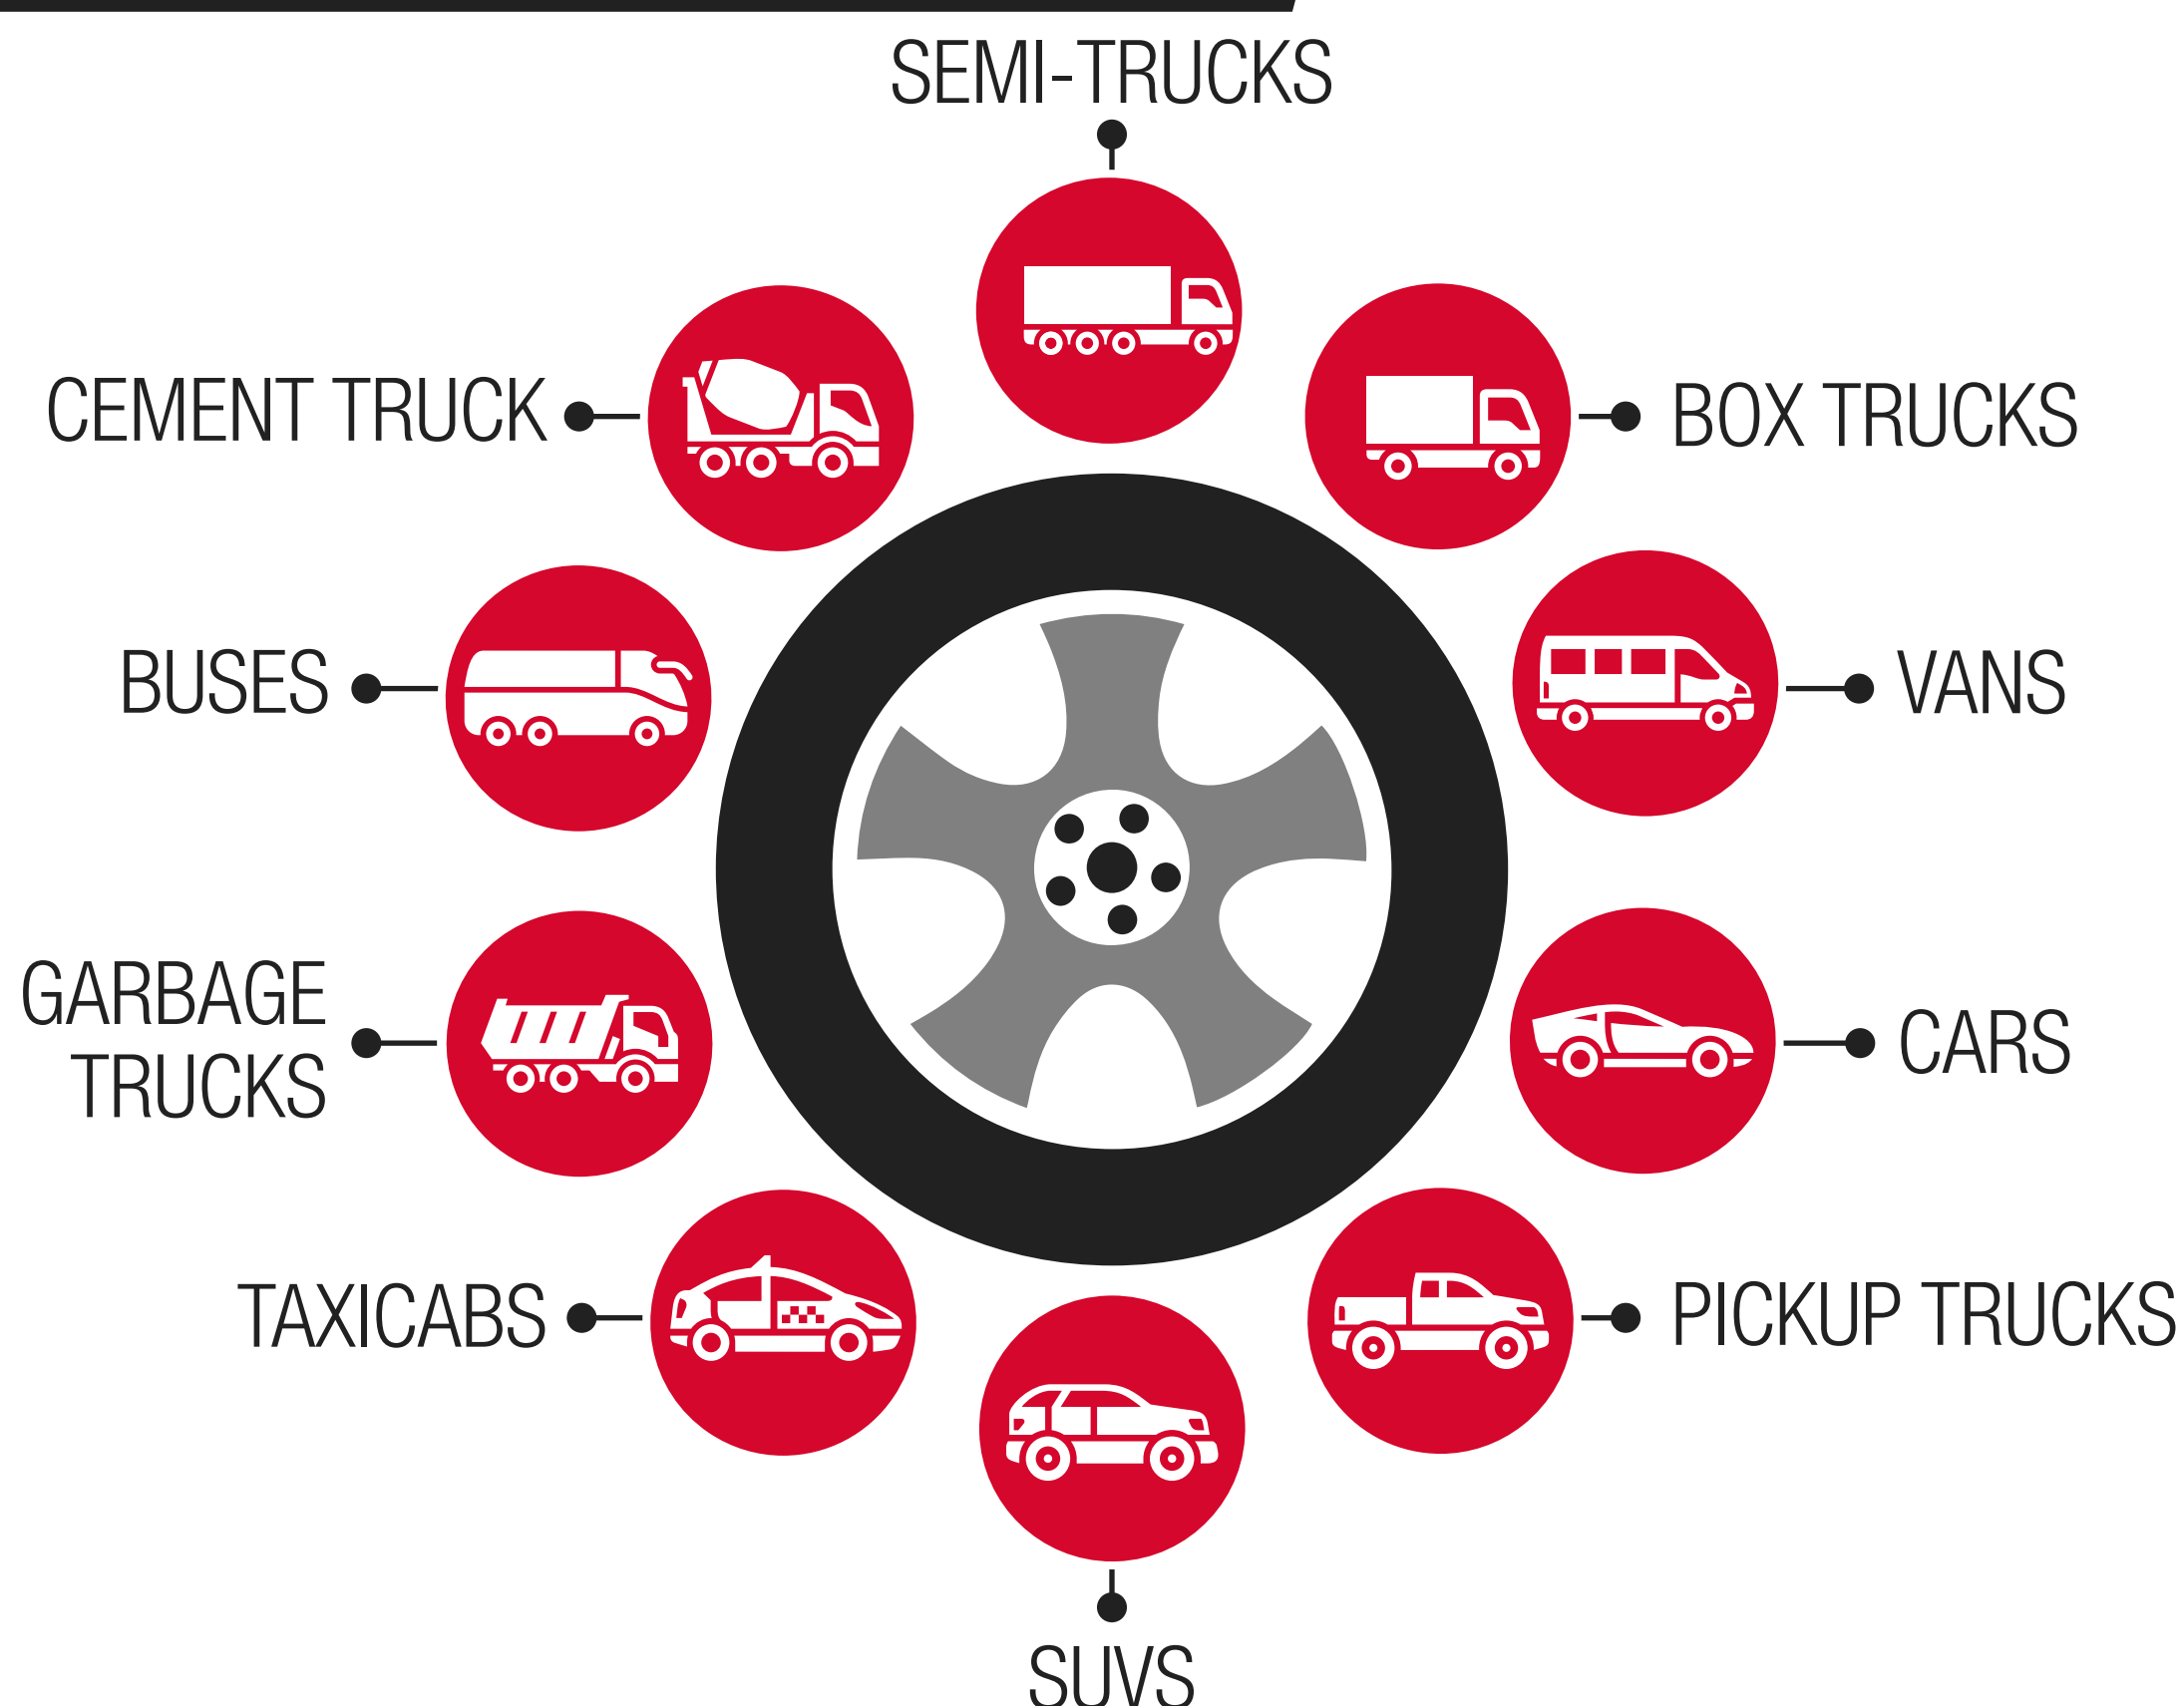 SEMI-TRUCKS
CEMENT TRUCK
BOX TRUCKS
BUSES
VANS
GARBAGE
TRUCKS
CARS
TAXICABS
PICKUP TRUCKS
SUVS